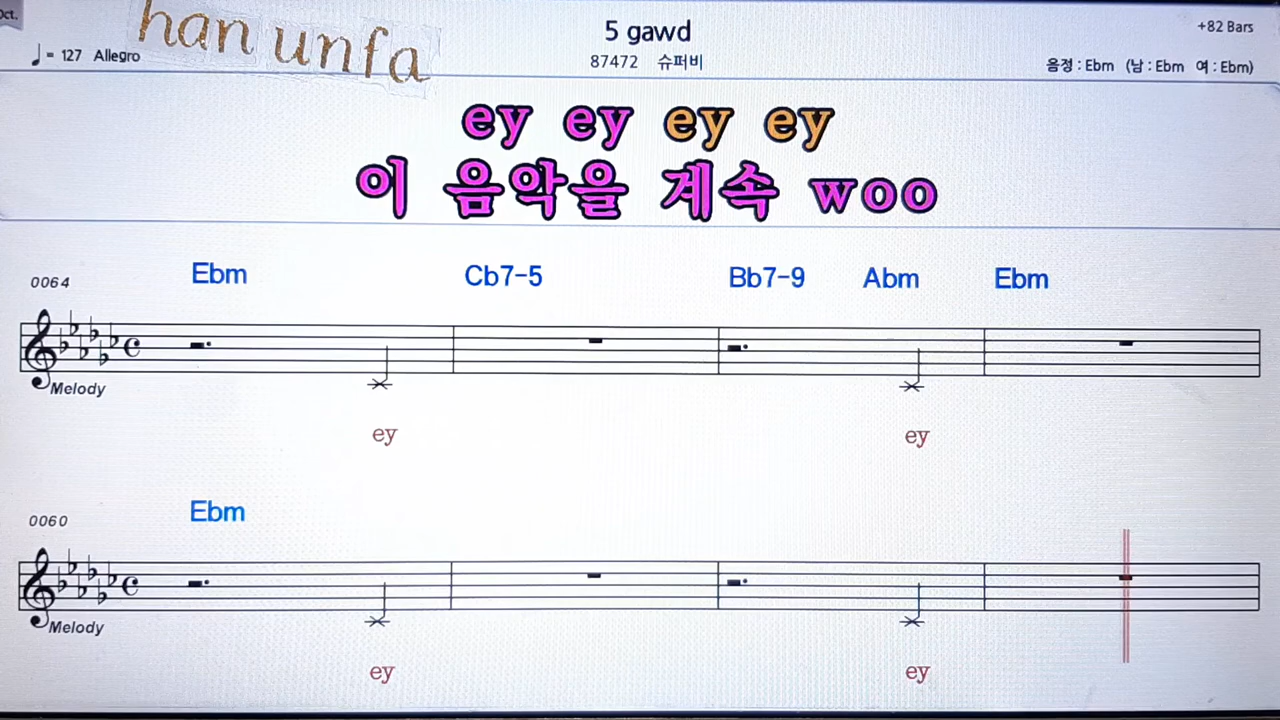 Oct.
han unfa
5 gawd
+82 Bars
♩= 127 Allegro
87472 슈퍼비
음정 : Ebm (남 : Ebm 여 : Ebm)
ey ey ey ey
이 음악을 계속 woo
0064 Ebm Cb7-5 Bb7-9 Abm Ebm
Melody
ey ey
0060 Ebm
Melody
ey ey